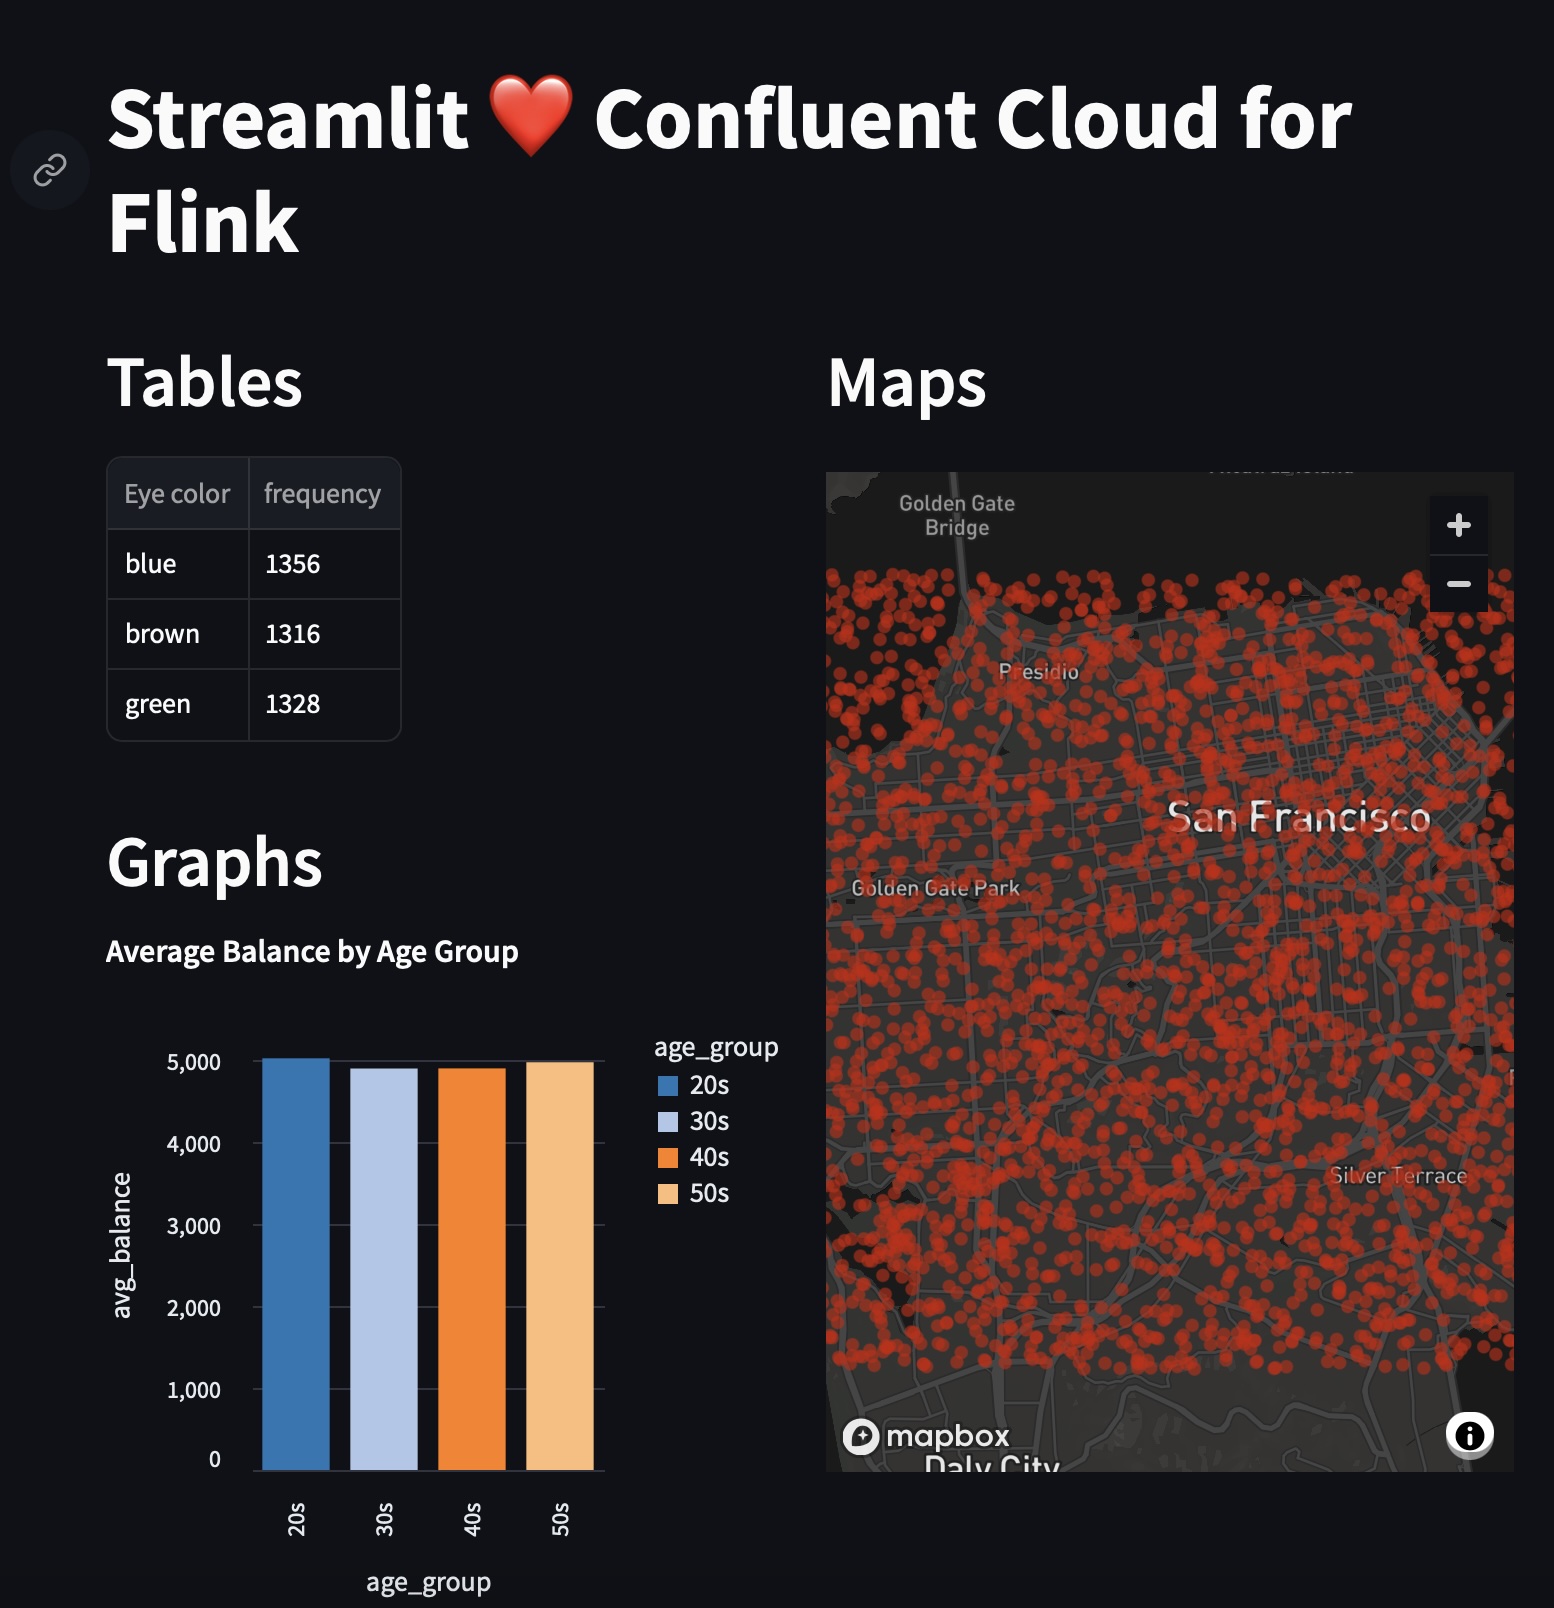 Streamlit ❤️ Confluent Cloud for
Flink
Tables
Eye color frequency
blue 1356
brown 1316
green 1328
Graphs
Average Balance by Age Group
avg_balance
5,000
4,000
3,000
2,000
1,000
0
20s 30s 40s 50s
age_group
age_group
20s
30s
40s
50s
Maps
Golden Gate
Bridge
+
−
Presidio
San Francisco
Golden Gate Park
Silver Terrace
mapbox
Daly City